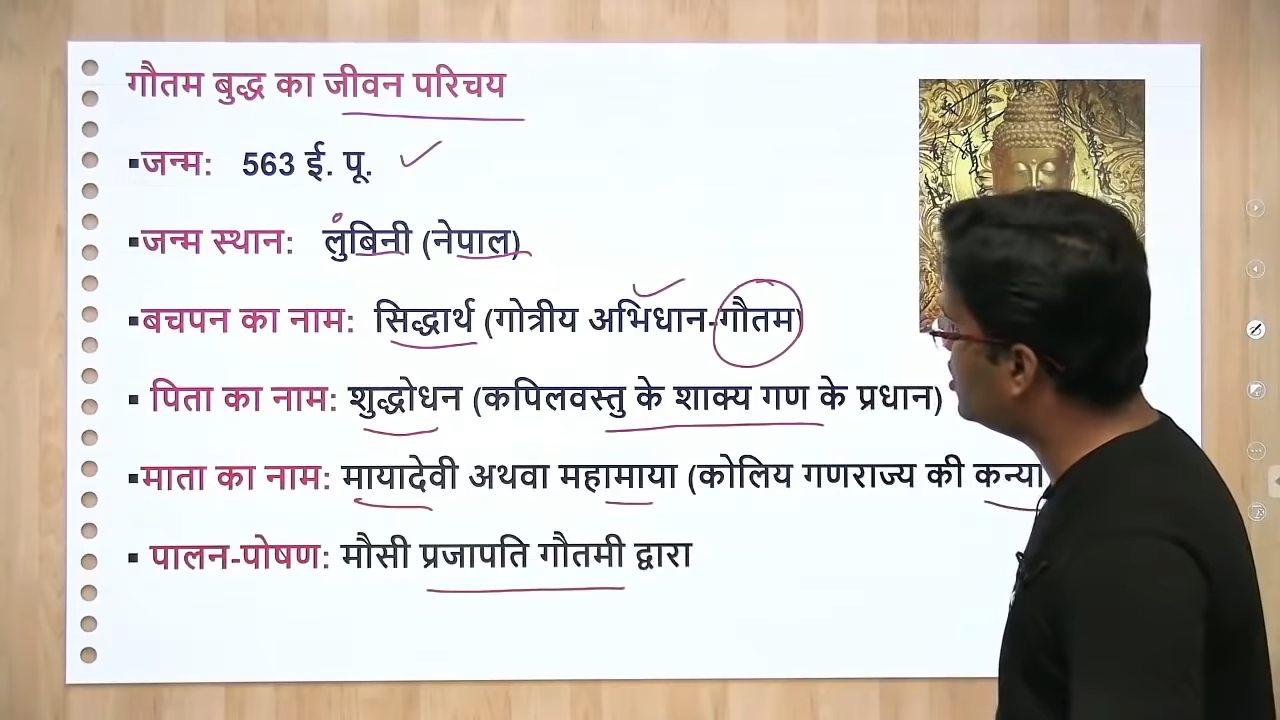 गौतम बुद्ध का जीवन परिचय
▪जन्म: 563 ई. पू.
▪जन्म स्थान: लुंबिनी (नेपाल)
▪बचपन का नाम: सिद्धार्थ (गोत्रीय अभिधान-गौतम)
▪ पिता का नाम: शुद्धोधन (कपिलवस्तु के शाक्य गण के प्रधान)
▪माता का नाम: मायादेवी अथवा महामाया (कोलिय गणराज्य की कन्या
▪ पालन-पोषण: मौसी प्रजापति गौतमी द्वारा